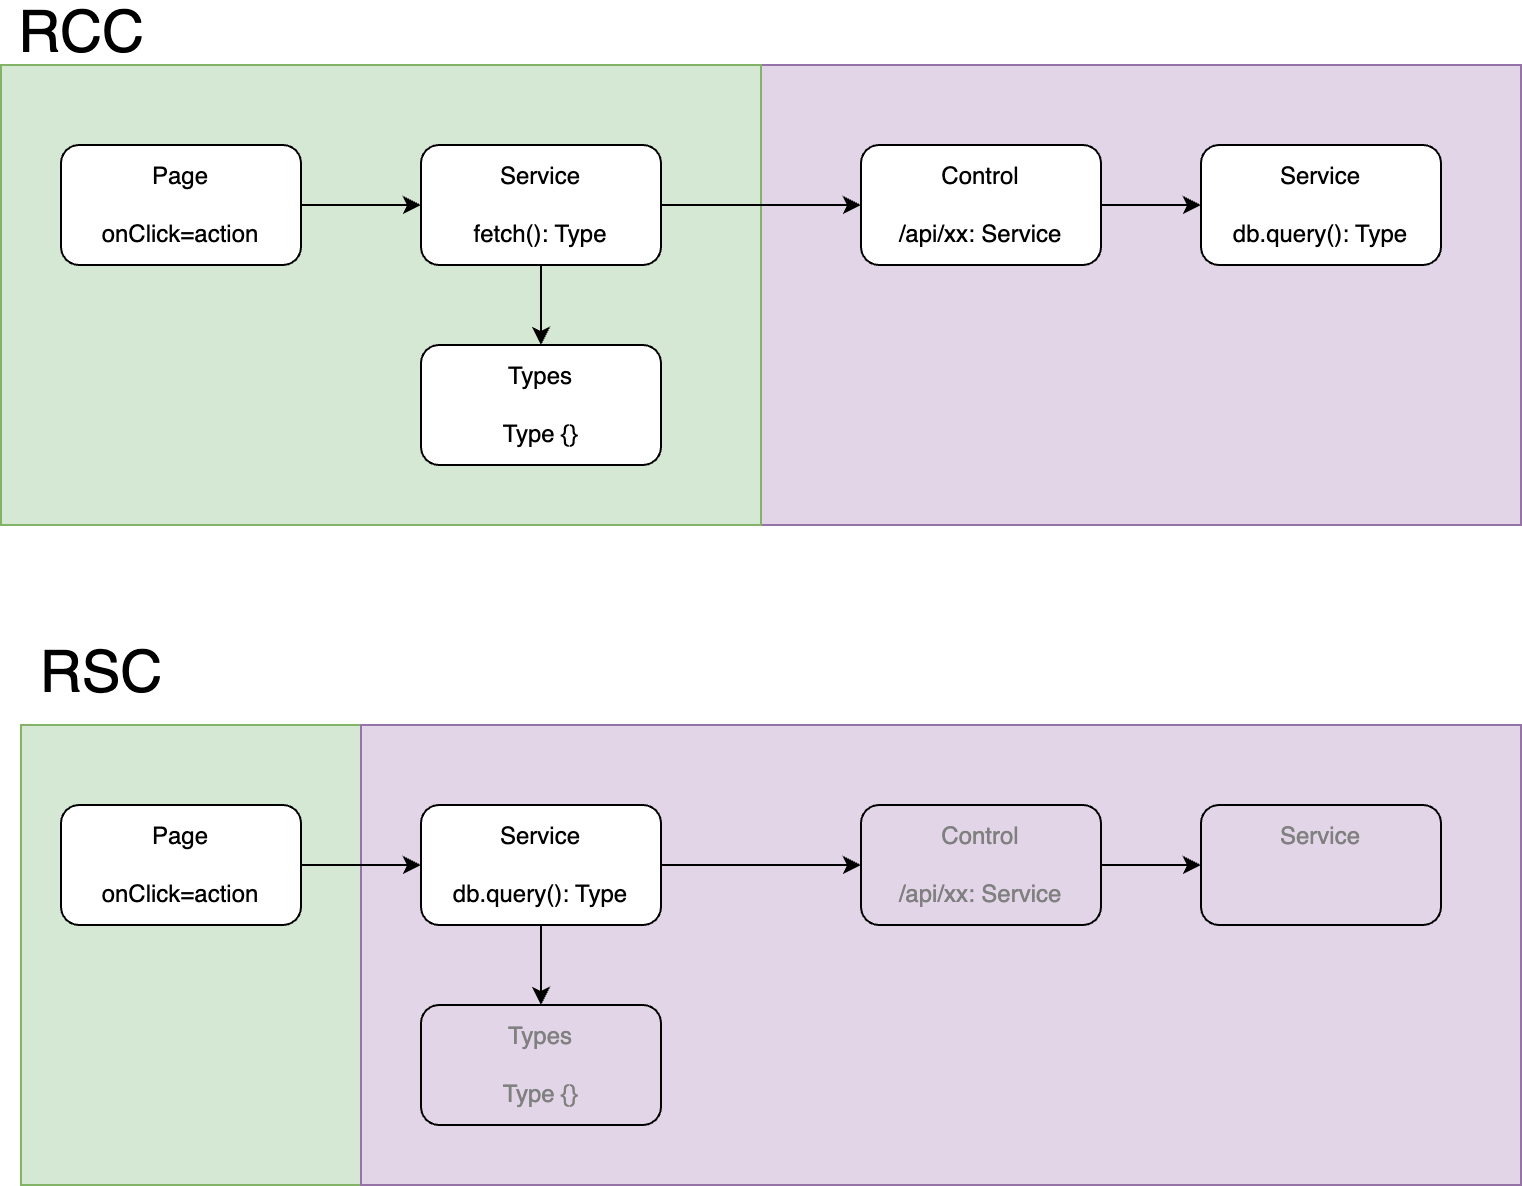 RCC
Page
onClick=action
Service
fetch(): Type
Control
/api/xx: Service
Service
db.query(): Type
Types
Type {}
RSC
Page
onClick=action
Service
db.query(): Type
Control
/api/xx: Service
Service
Types
Type {}